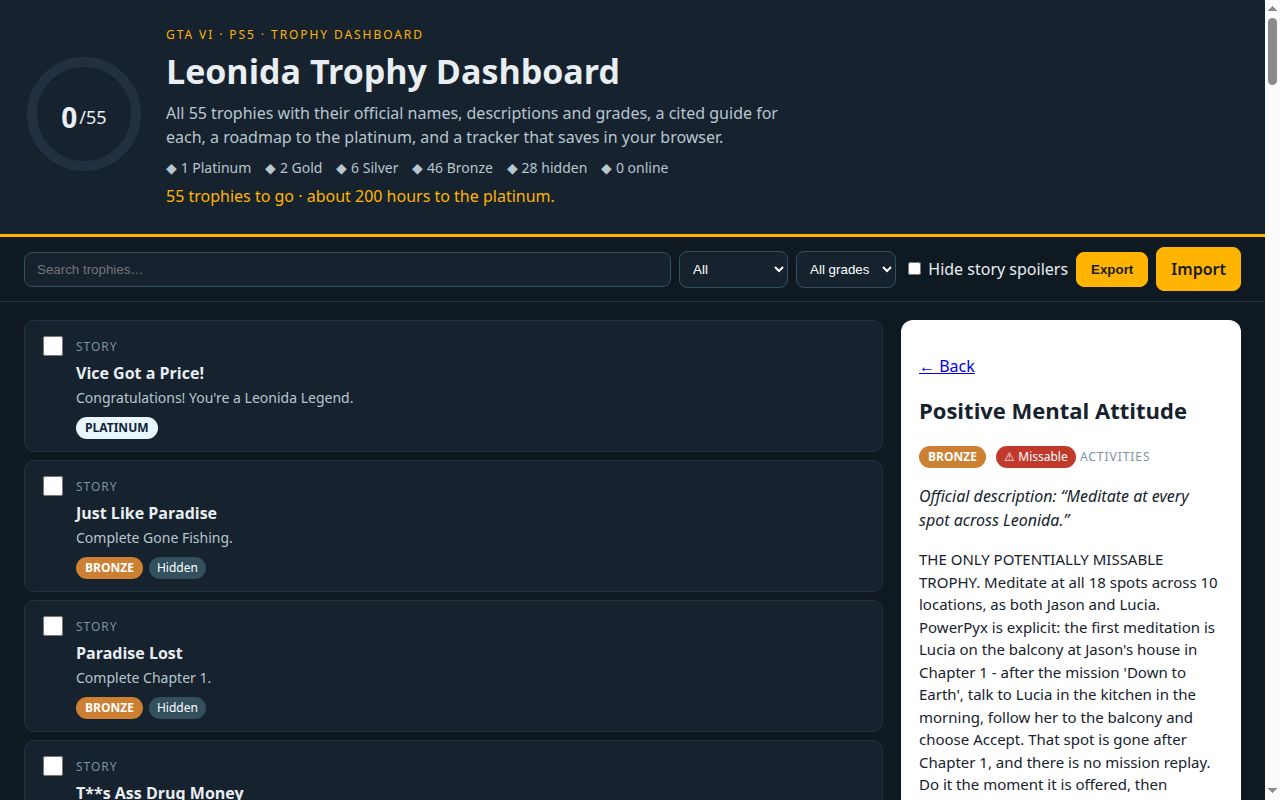 GTA VI · PS5 · TROPHY DASHBOARD
Leonida Trophy Dashboard
0/55
All 55 trophies with their official names, descriptions and grades, a cited guide for
each, a roadmap to the platinum, and a tracker that saves in your browser.
◆ 1 Platinum ◆ 2 Gold ◆ 6 Silver ◆ 46 Bronze ◆ 28 hidden ◆ 0 online
55 trophies to go · about 200 hours to the platinum.
Search trophies…
All
All grades
Hide story spoilers
Export
Import
STORY
Vice Got a Price!
Congratulations! You're a Leonida Legend.
PLATINUM
STORY
Just Like Paradise
Complete Gone Fishing.
BRONZE Hidden
STORY
Paradise Lost
Complete Chapter 1.
BRONZE Hidden
STORY
T**s Ass Drug Money
← Back
Positive Mental Attitude
BRONZE ⚠ Missable ACTIVITIES
Official description: “Meditate at every
spot across Leonida.”
THE ONLY POTENTIALLY MISSABLE
TROPHY. Meditate at all 18 spots across 10
locations, as both Jason and Lucia.
PowerPyx is explicit: the first meditation is
Lucia on the balcony at Jason's house in
Chapter 1 - after the mission 'Down to
Earth', talk to Lucia in the kitchen in the
morning, follow her to the balcony and
choose Accept. That spot is gone after
Chapter 1, and there is no mission replay.
Do it the moment it is offered, then